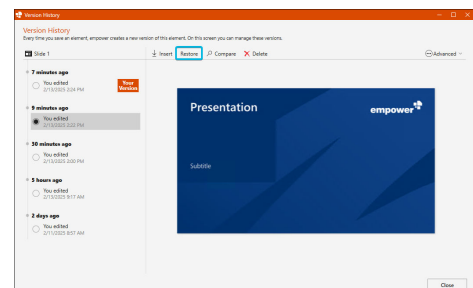 Version History
Version History
Every time you save an element, empower creates a new version of this element. On this screen you can manage these versions.
Slide 1
Insert Restore Compare Delete Advanced
7 minutes ago
You edited
2/13/2025 2:24 PM
Your Version
9 minutes ago
You edited
2/13/2025 2:22 PM
30 minutes ago
You edited
2/13/2025 2:00 PM
5 hours ago
You edited
2/13/2025 9:17 AM
2 days ago
You edited
2/11/2025 8:57 AM
Presentation
empower
Subtitle
Close